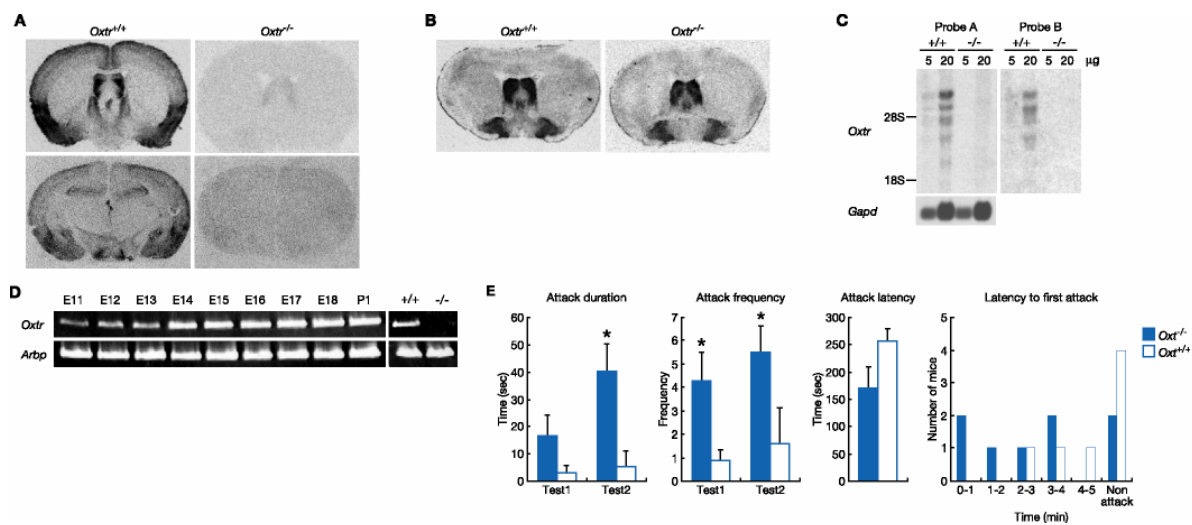 A
Oxtr+/+ Oxtr-/-
B
Oxtr+/+ Oxtr-/-
C
Probe A Probe B
+/+ -/- +/+ -/-
5 20 5 20 5 20 5 20 μg
28S
Oxtr
18S
Gapd
D
E11 E12 E13 E14 E15 E16 E17 E18 P1 +/+ -/-
Oxtr
Arbp
E
Attack duration
60
50
40
30
20
10
0
Time (sec)
*
Test1 Test2
Attack frequency
7
6
5
4
3
2
1
0
Frequency
* *
Test1 Test2
Attack latency
300
250
200
150
100
50
0
Time (sec)
Latency to first attack
5
4
3
2
1
0
Number of mice
0-1 1-2 2-3 3-4 4-5 Non
attack
Time (min)
Oxt-/-
Oxt+/+